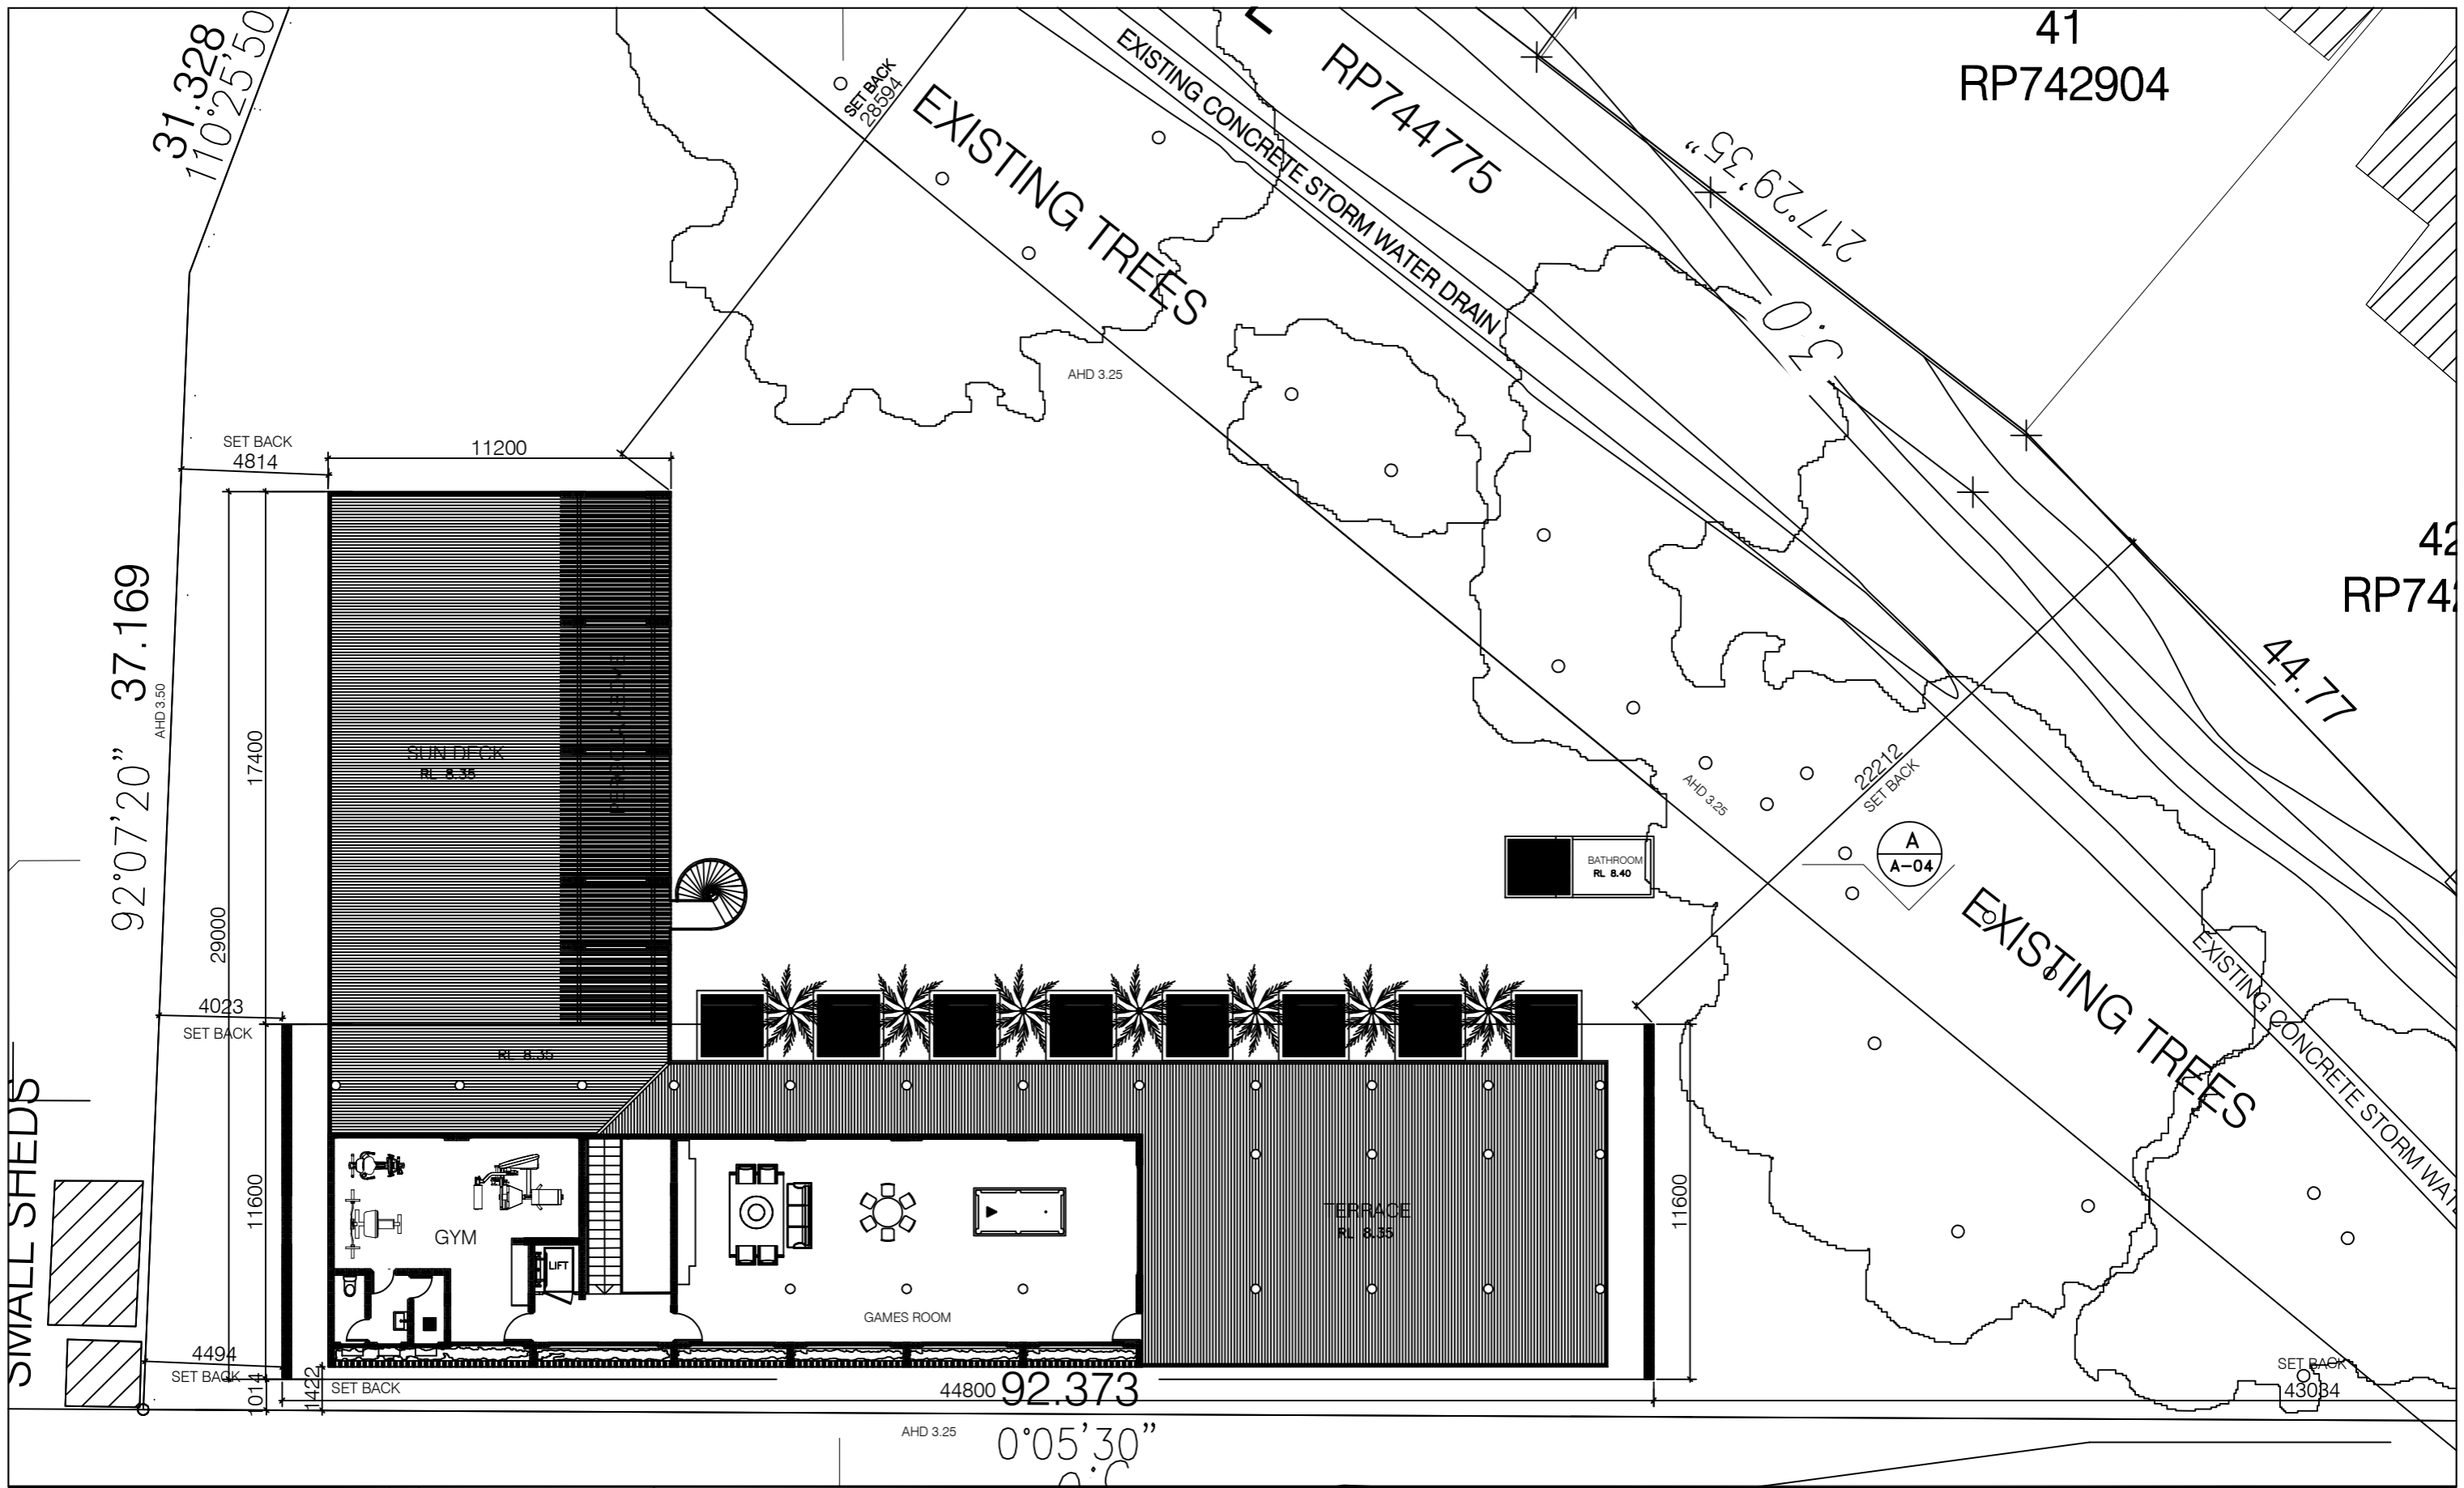 31.328
110°25'50
SET BACK
28594
EXISTING TREES
EXISTING CONCRETE STORM WATER DRAIN
RP744775
41
RP742904
217°29'35"
3.0
AHD 3.25
SET BACK
4814
11200
42
RP742
37.169
92°07'20"
AHD 3.50
17400
29000
SUN DECK
RL 8.35
PERGOLA ABOVE
44.77
22212
SET BACK
AHD 3.25
BATHROOM
RL 8.40
A
A-04
EXISTING TREES
EXISTING CONCRETE STORM WAT
4023
SET BACK
RL 8.35
SMALL SHEDS
11600
GYM
LIFT
GAMES ROOM
TERRACE
RL 8.35
11600
4494
SET BACK
1014
1422
SET BACK
44800
92.373
SET BACK
43034
AHD 3.25
0°05'30"